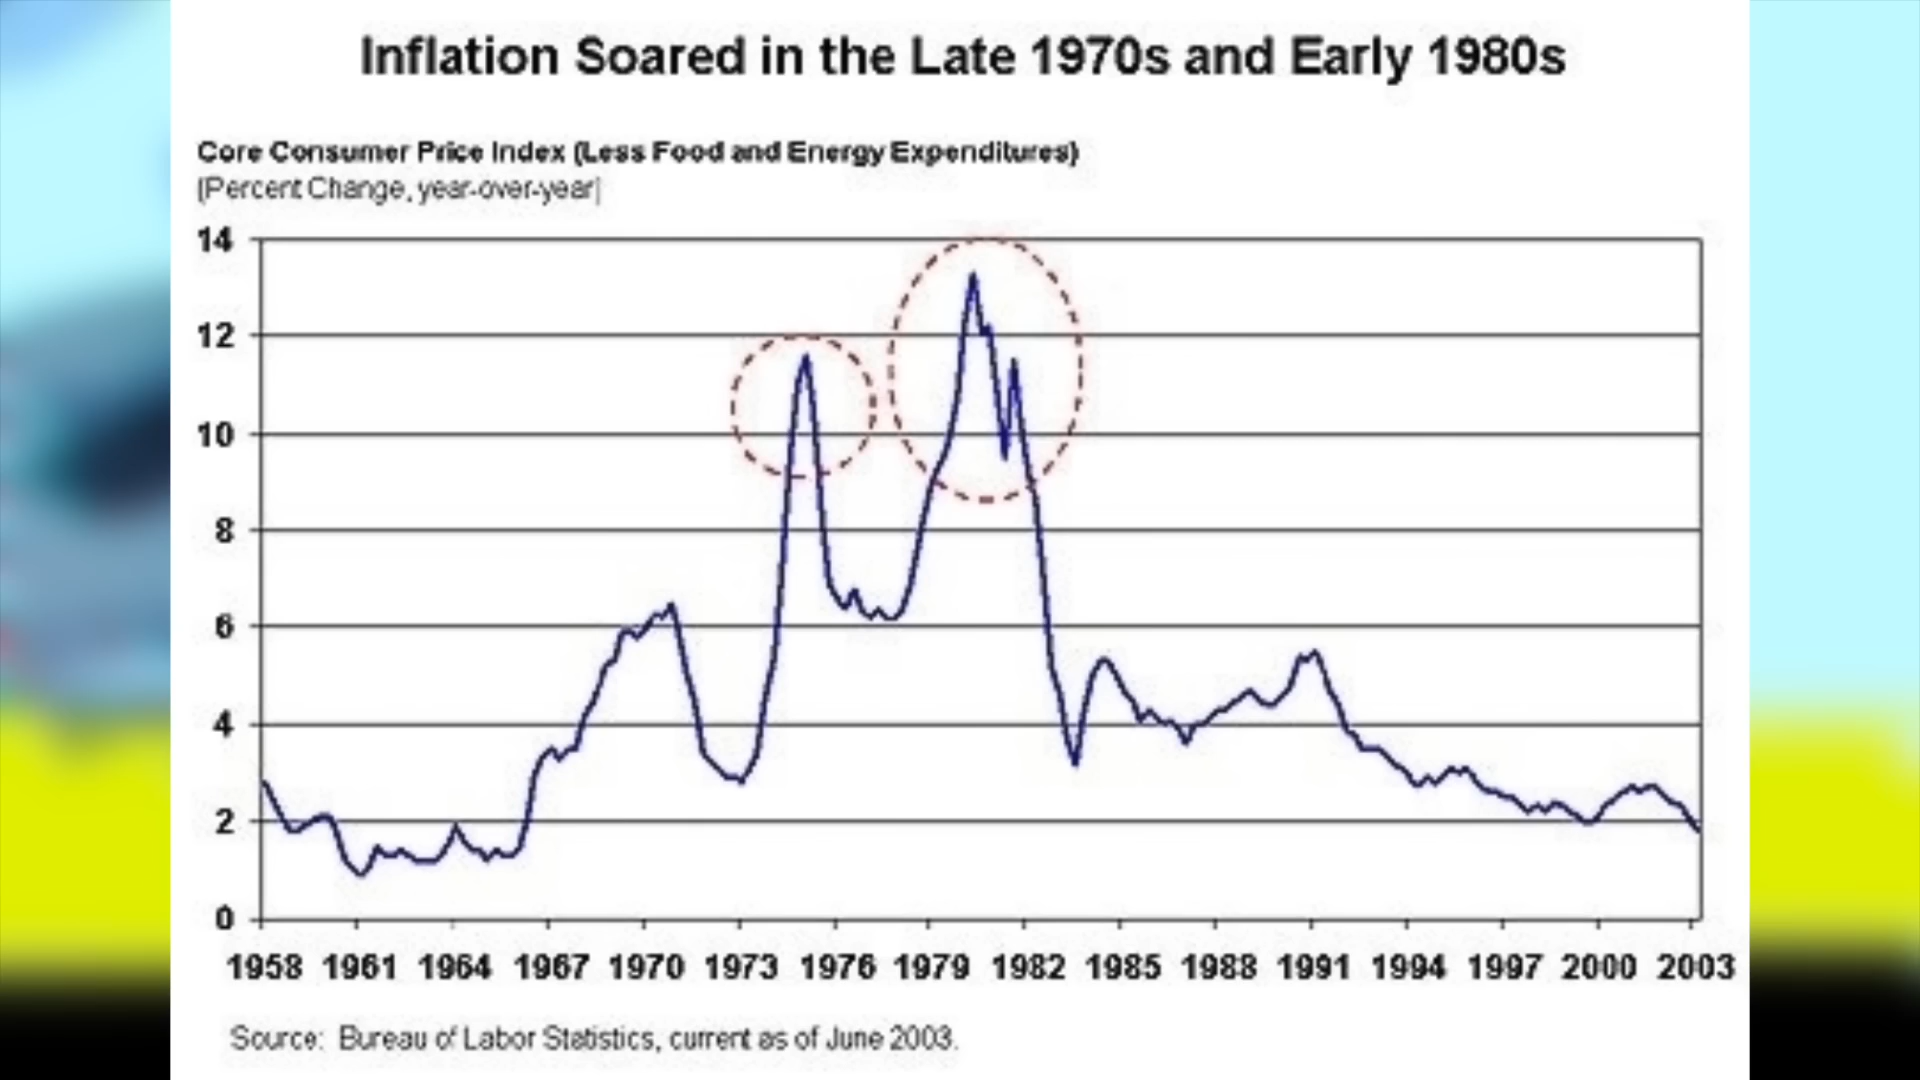 Inflation Soared in the Late 1970s and Early 1980s
Core Consumer Price Index (Less Food and Energy Expenditures)
(Percent Change, year-over-year)
14
12
10
8
6
4
2
0
1958 1961 1964 1967 1970 1973 1976 1979 1982 1985 1988 1991 1994 1997 2000 2003
Source: Bureau of Labor Statistics, current as of June 2003.